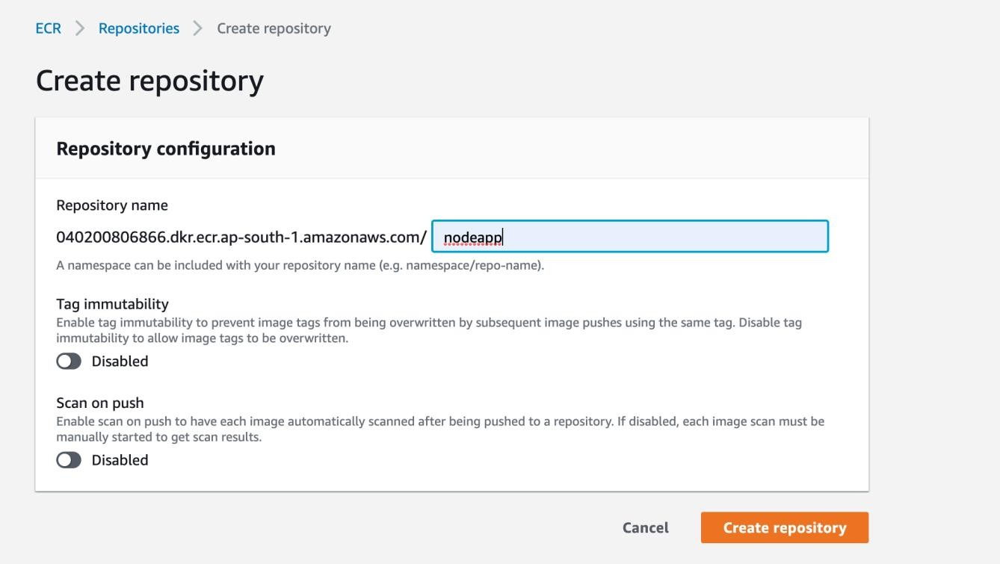 ECR > Repositories > Create repository
Create repository
Repository configuration
Repository name
040200806866.dkr.ecr.ap-south-1.amazonaws.com/ nodeapp
A namespace can be included with your repository name (e.g. namespace/repo-name).
Tag immutability
Enable tag immutability to prevent image tags from being overwritten by subsequent image pushes using the same tag. Disable tag
immutability to allow image tags to be overwritten.
Disabled
Scan on push
Enable scan on push to have each image automatically scanned after being pushed to a repository. If disabled, each image scan must be
manually started to get scan results.
Disabled
Cancel Create repository